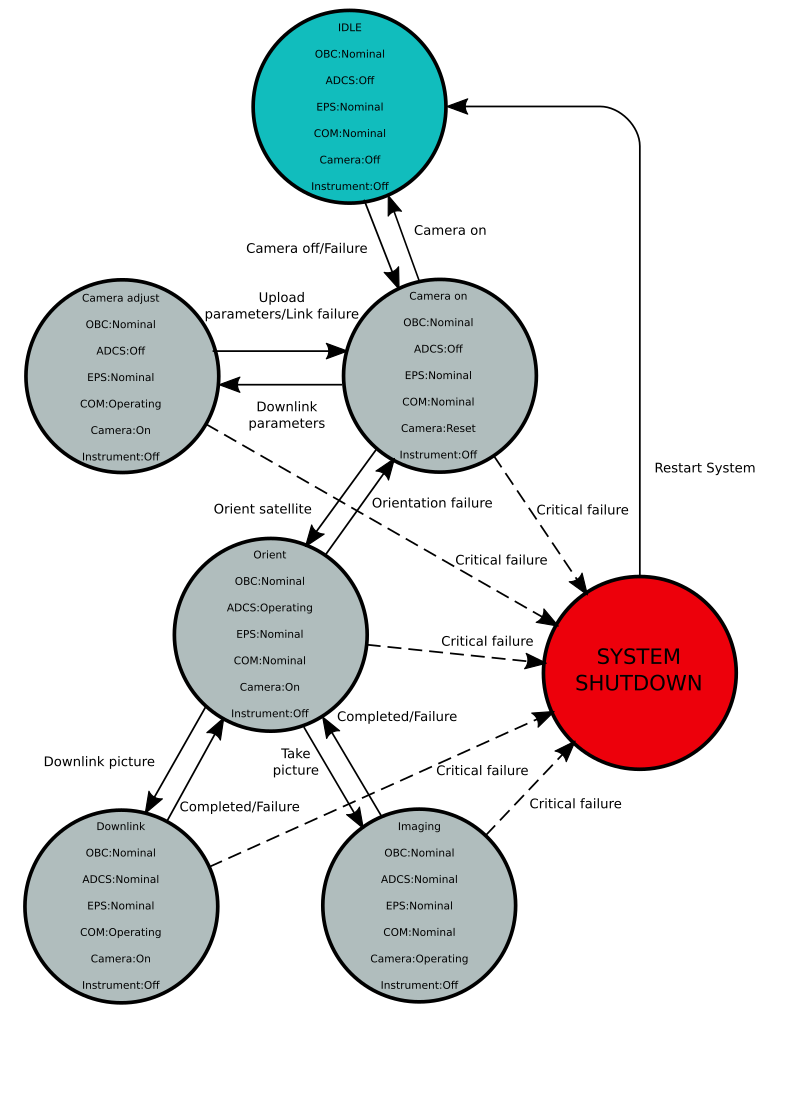 IDLE
OBC:Nominal
ADCS:Off
EPS:Nominal
COM:Nominal
Camera:Off
Instrument:Off
Camera off/Failure
Camera on
Upload
parameters/Link failure
Camera adjust
OBC:Nominal
ADCS:Off
EPS:Nominal
COM:Operating
Camera:On
Instrument:Off
Camera on
OBC:Nominal
ADCS:Off
EPS:Nominal
COM:Nominal
Camera:Reset
Instrument:Off
Downlink
parameters
Restart System
Orient satellite
Orientation failure
Critical failure
Critical failure
Orient
OBC:Nominal
ADCS:Operating
EPS:Nominal
COM:Nominal
Camera:On
Instrument:Off
Critical failure
SYSTEM
SHUTDOWN
Completed/Failure
Downlink picture
Take
picture
Critical failure
Completed/Failure
Critical failure
Downlink
OBC:Nominal
ADCS:Nominal
EPS:Nominal
COM:Operating
Camera:On
Instrument:Off
Imaging
OBC:Nominal
ADCS:Nominal
EPS:Nominal
COM:Nominal
Camera:Operating
Instrument:Off